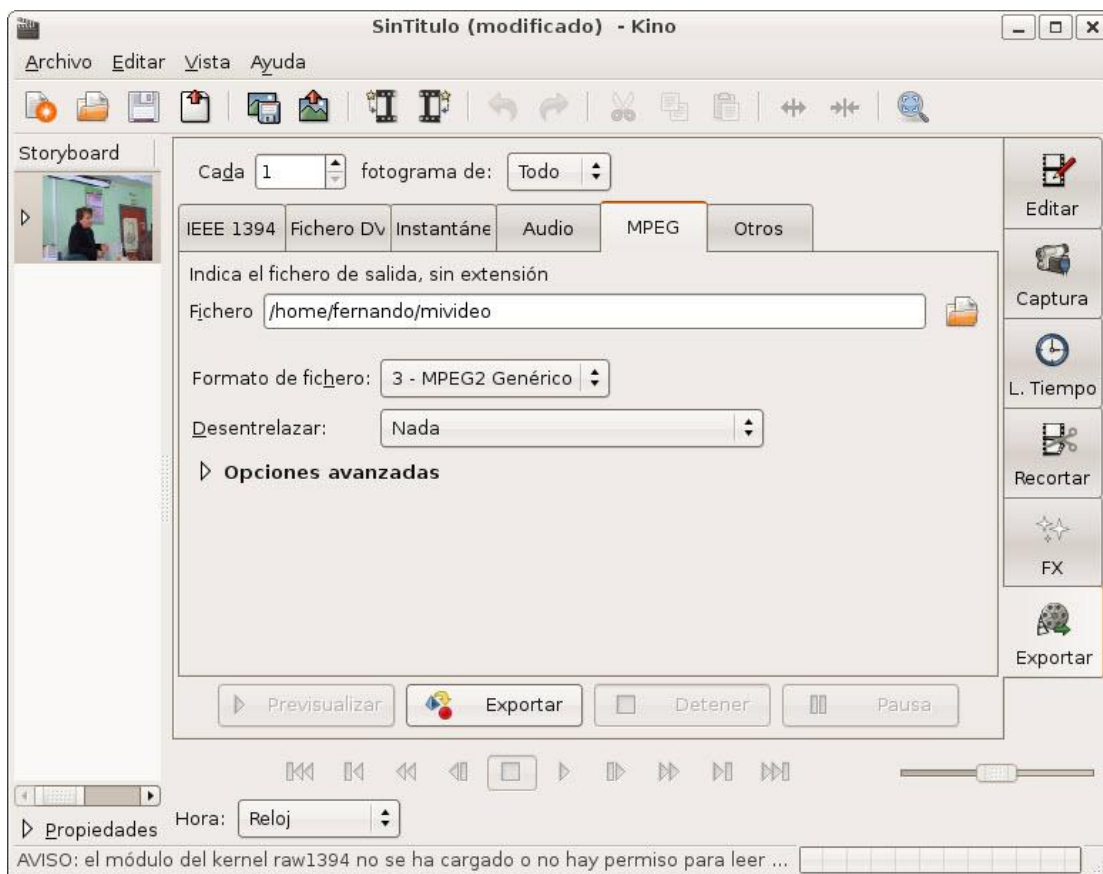 SinTitulo (modificado) - Kino
Archivo Editar Vista Ayuda
Storyboard
Cada 1 fotograma de: Todo
IEEE 1394 Fichero DV Instantáne Audio MPEG Otros
Indica el fichero de salida, sin extensión
Fichero /home/fernando/mivideo
Formato de fichero: 3 - MPEG2 Genérico
Desentrelazar: Nada
Opciones avanzadas
Previsualizar Exportar Detener Pausa
Editar
Captura
L. Tiempo
Recortar
FX
Exportar
Propiedades
Hora: Reloj
AVISO: el módulo del kernel raw1394 no se ha cargado o no hay permiso para leer ...